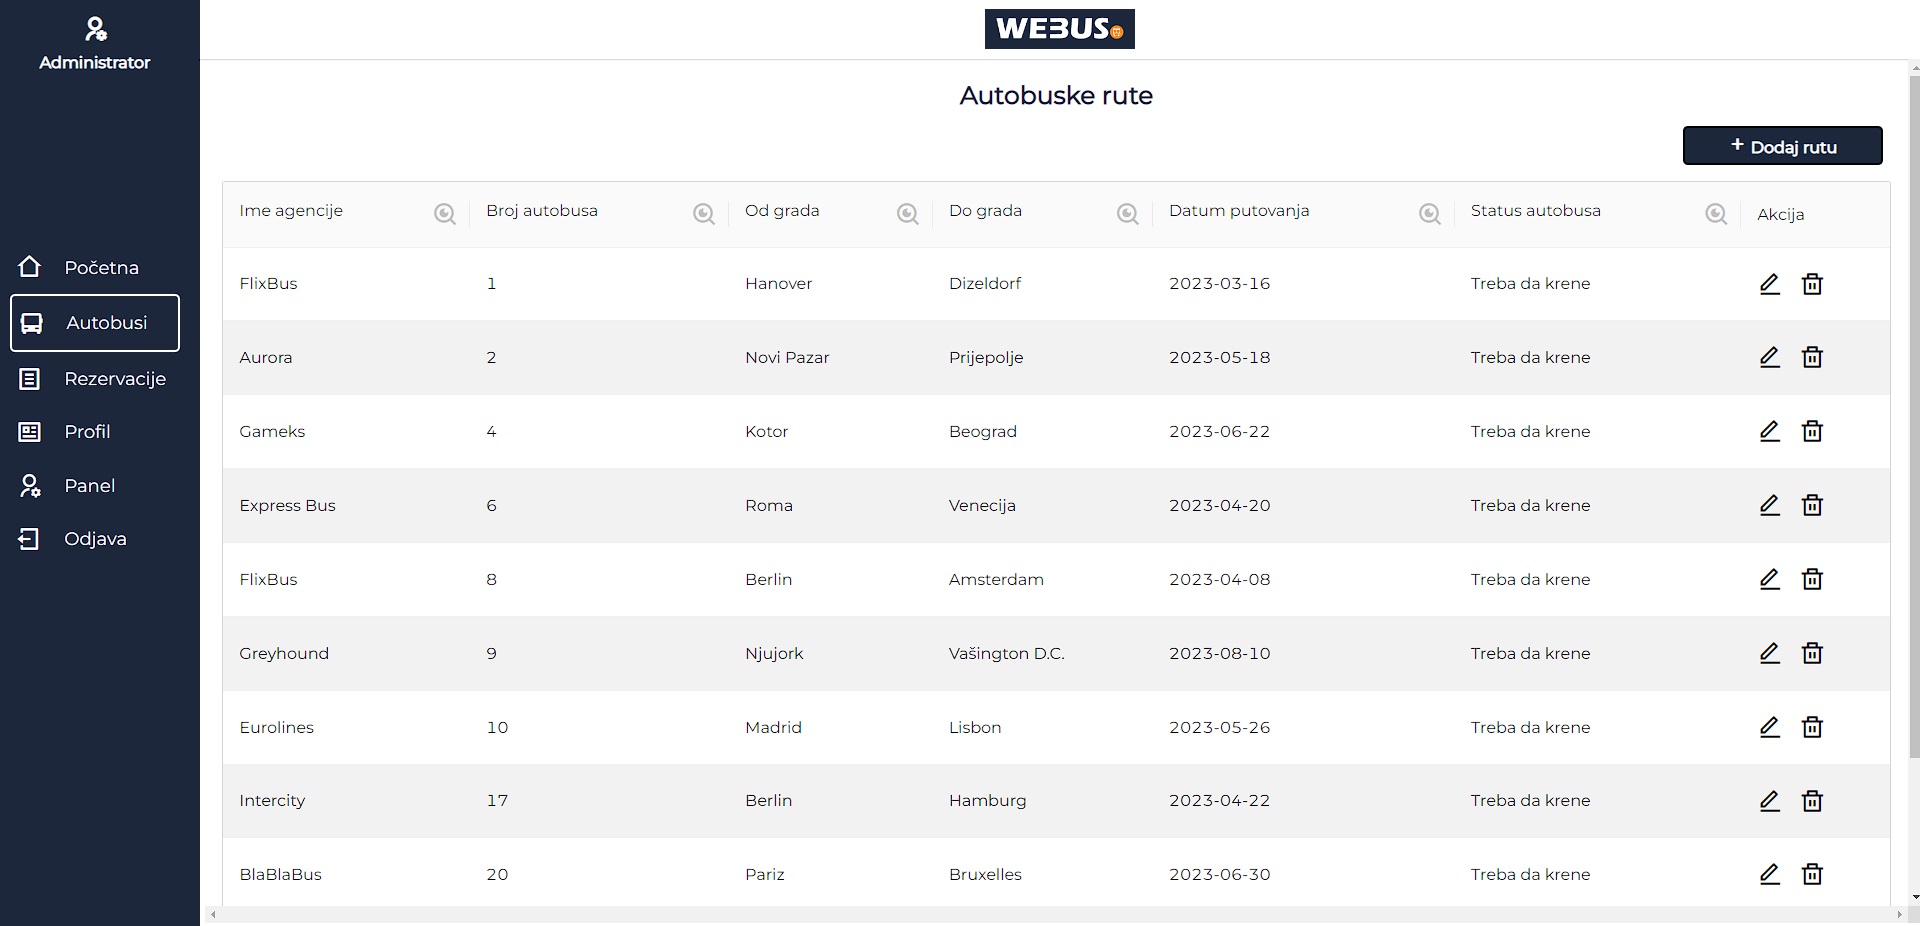 Administrator
WEBUS
Autobuske rute
+ Dodaj rutu
Ime agencije Broj autobusa Od grada Do grada Datum putovanja Status autobusa Akcija
FlixBus 1 Hanover Dizeldorf 2023-03-16 Treba da krene
Aurora 2 Novi Pazar Prijepolje 2023-05-18 Treba da krene
Gameks 4 Kotor Beograd 2023-06-22 Treba da krene
Express Bus 6 Roma Venecija 2023-04-20 Treba da krene
FlixBus 8 Berlin Amsterdam 2023-04-08 Treba da krene
Greyhound 9 Njujork Vašington D.C. 2023-08-10 Treba da krene
Eurolines 10 Madrid Lisbon 2023-05-26 Treba da krene
Intercity 17 Berlin Hamburg 2023-04-22 Treba da krene
BlaBlaBus 20 Pariz Bruxelles 2023-06-30 Treba da krene
Početna
Autobusi
Rezervacije
Profil
Panel
Odjava